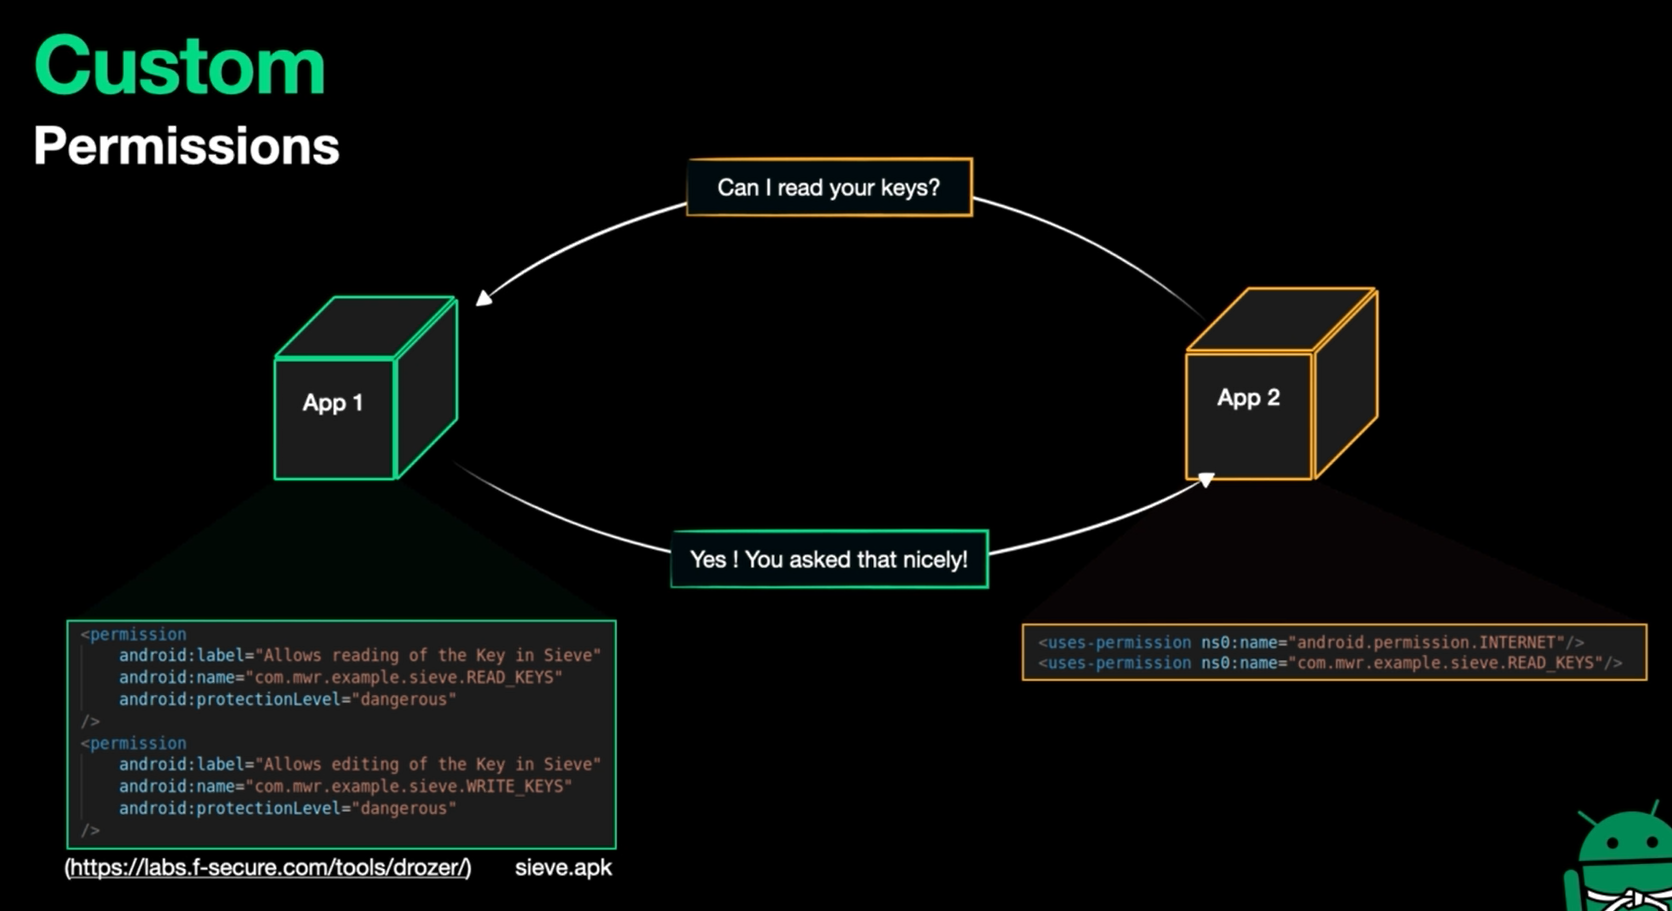 Custom
Permissions
Can I read your keys?
App 1
App 2
Yes ! You asked that nicely!
<permission
android:label="Allows reading of the Key in Sieve"
android:name="com.mwr.example.sieve.READ_KEYS"
android:protectionLevel="dangerous"
/>
<permission
android:label="Allows editing of the Key in Sieve"
android:name="com.mwr.example.sieve.WRITE_KEYS"
android:protectionLevel="dangerous"
/>
(https://labs.f-secure.com/tools/drozer/) sieve.apk
<uses-permission ns0:name="android.permission.INTERNET"/>
<uses-permission ns0:name="com.mwr.example.sieve.READ_KEYS"/>